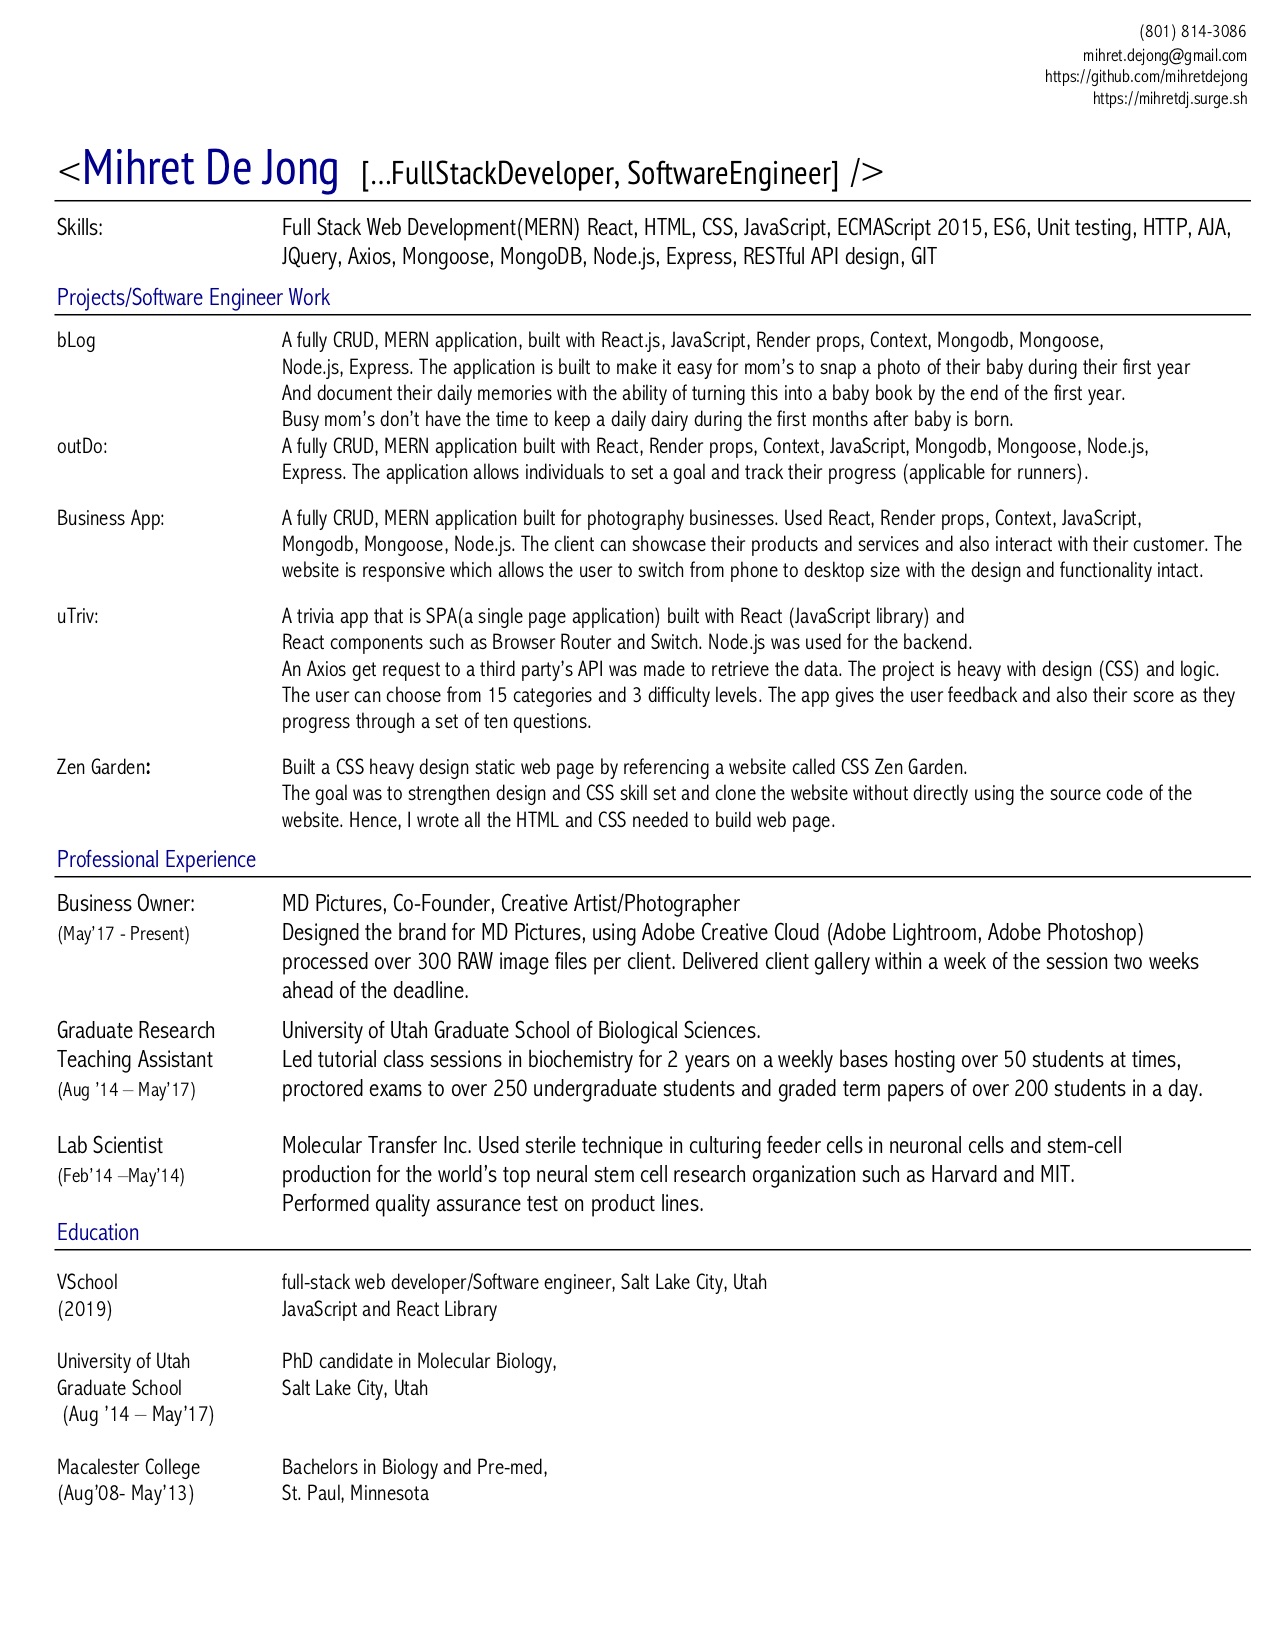 (801) 814-3086
mihret.dejong@gmail.com
https://github.com/mihretdejong
https://mihretdj.surge.sh
<Mihret De Jong [...FullStackDeveloper, SoftwareEngineer] />
Skills: Full Stack Web Development(MERN) React, HTML, CSS, JavaScript, ECMAScript 2015, ES6, Unit testing, HTTP, AJA,
JQuery, Axios, Mongoose, MongoDB, Node.js, Express, RESTful API design, GIT
Projects/Software Engineer Work
bLog A fully CRUD, MERN application, built with React.js, JavaScript, Render props, Context, Mongodb, Mongoose,
Node.js, Express. The application is built to make it easy for mom's to snap a photo of their baby during their first year
And document their daily memories with the ability of turning this into a baby book by the end of the first year.
Busy mom's don't have the time to keep a daily dairy during the first months after baby is born.
outDo: A fully CRUD, MERN application built with React, Render props, Context, JavaScript, Mongodb, Mongoose, Node.js,
Express. The application allows individuals to set a goal and track their progress (applicable for runners).
Business App: A fully CRUD, MERN application built for photography businesses. Used React, Render props, Context, JavaScript,
Mongodb, Mongoose, Node.js. The client can showcase their products and services and also interact with their customer. The
website is responsive which allows the user to switch from phone to desktop size with the design and functionality intact.
uTriv: A trivia app that is SPA(a single page application) built with React (JavaScript library) and
React components such as Browser Router and Switch. Node.js was used for the backend.
An Axios get request to a third party's API was made to retrieve the data. The project is heavy with design (CSS) and logic.
The user can choose from 15 categories and 3 difficulty levels. The app gives the user feedback and also their score as they
progress through a set of ten questions.
Zen Garden: Built a CSS heavy design static web page by referencing a website called CSS Zen Garden.
The goal was to strengthen design and CSS skill set and clone the website without directly using the source code of the
website. Hence, I wrote all the HTML and CSS needed to build web page.
Professional Experience
Business Owner: MD Pictures, Co-Founder, Creative Artist/Photographer
(May'17 - Present) Designed the brand for MD Pictures, using Adobe Creative Cloud (Adobe Lightroom, Adobe Photoshop)
processed over 300 RAW image files per client. Delivered client gallery within a week of the session two weeks
ahead of the deadline.
Graduate Research University of Utah Graduate School of Biological Sciences.
Teaching Assistant Led tutorial class sessions in biochemistry for 2 years on a weekly bases hosting over 50 students at times,
(Aug '14 – May'17) proctored exams to over 250 undergraduate students and graded term papers of over 200 students in a day.
Lab Scientist Molecular Transfer Inc. Used sterile technique in culturing feeder cells in neuronal cells and stem-cell
(Feb'14 –May'14) production for the world's top neural stem cell research organization such as Harvard and MIT.
Performed quality assurance test on product lines.
Education
VSchool full-stack web developer/Software engineer, Salt Lake City, Utah
(2019) JavaScript and React Library
University of Utah PhD candidate in Molecular Biology,
Graduate School Salt Lake City, Utah
(Aug '14 – May'17)
Macalester College Bachelors in Biology and Pre-med,
(Aug'08- May'13) St. Paul, Minnesota